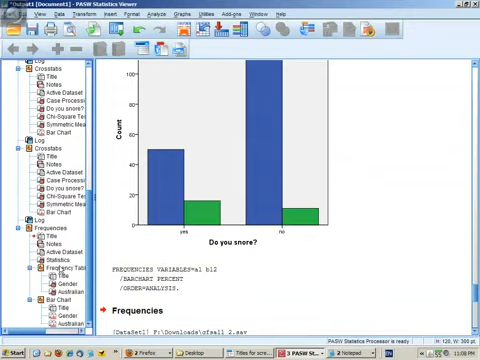 *Output1 [Document1] - PASW Statistics Viewer
View Data Transform Insert Format Analyze Graphs Utilities Add-ons Window Help
Log
Crosstabs
Title
Notes
Active Dataset
Case Processi
Do you snore?
Chi-Square Tes
Symmetric Mea
Bar Chart
Log
Crosstabs
Title
Notes
Active Dataset
Case Processi
Do you snore?
Chi-Square Test
Symmetric Mea
Bar Chart
Log
Frequencies
Title
Notes
Active Dataset
Statistics
Frequency Tabl
Title
Gender
Australian
Bar Chart
Title
Gender
Australian
Count
80
60
40
20
0
yes no
Do you snore?
FREQUENCIES VARIABLES=a1 b12
/BARCHART PERCENT
/ORDER=ANALYSIS.
Frequencies
[DataSet1] F:\Downloads\ofsall 2.sav
PASW Statistics Processor is ready H: 120, W: 300 pt.
Start 2 Firefox Desktop Titles for scre... 3 PASW St... 2 Notepad 11:08 PM